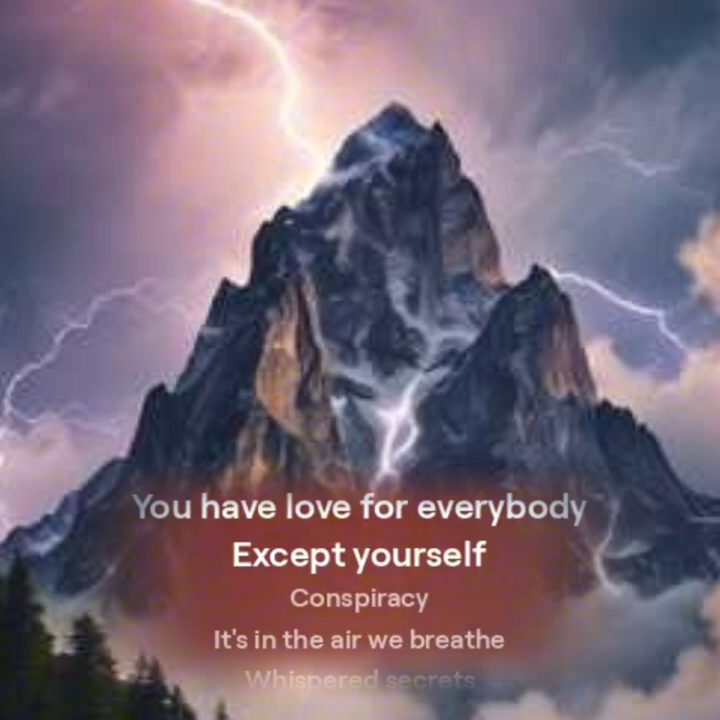 You have love for everybody
Except yourself
Conspiracy
It's in the air we breathe
Whispered secrets